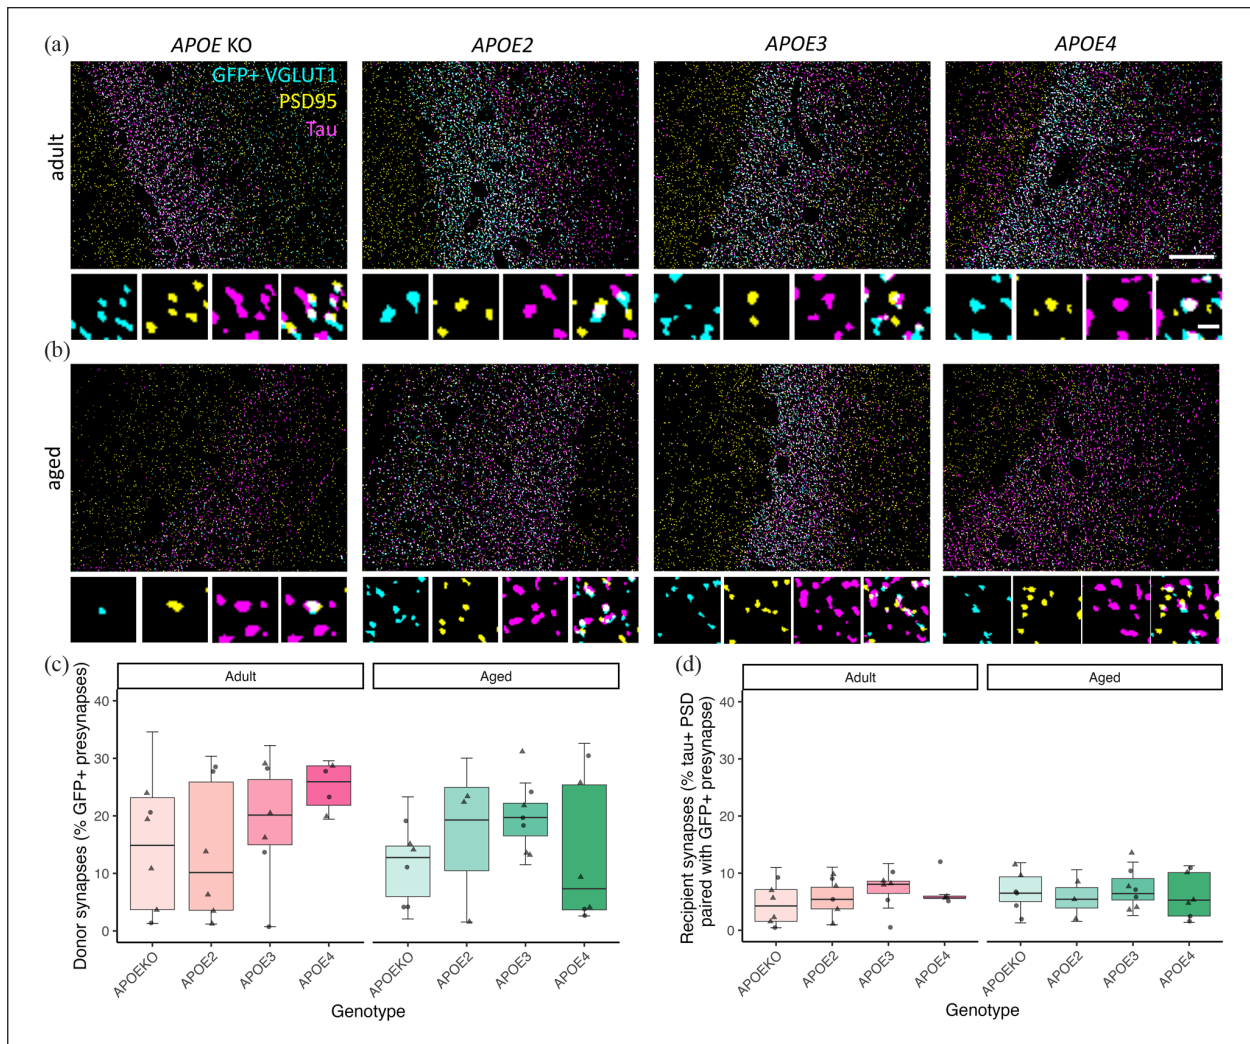 (a)
APOE KO
APOE2
APOE3
APOE4
GFP+ VGLUT1
PSD95
Tau
adult
(b)
aged
(c)
Adult
Aged
Donor synapses (% GFP+ presynapses)
40
30
20
10
0
APOEKO
APOE2
APOE3
APOE4
APOEKO
APOE2
APOE3
APOE4
Genotype
(d)
Adult
Aged
Recipient synapses (% tau+ PSD
paired with GFP+ presynapse)
40
30
20
10
0
APOEKO
APOE2
APOE3
APOE4
APOEKO
APOE2
APOE3
APOE4
Genotype